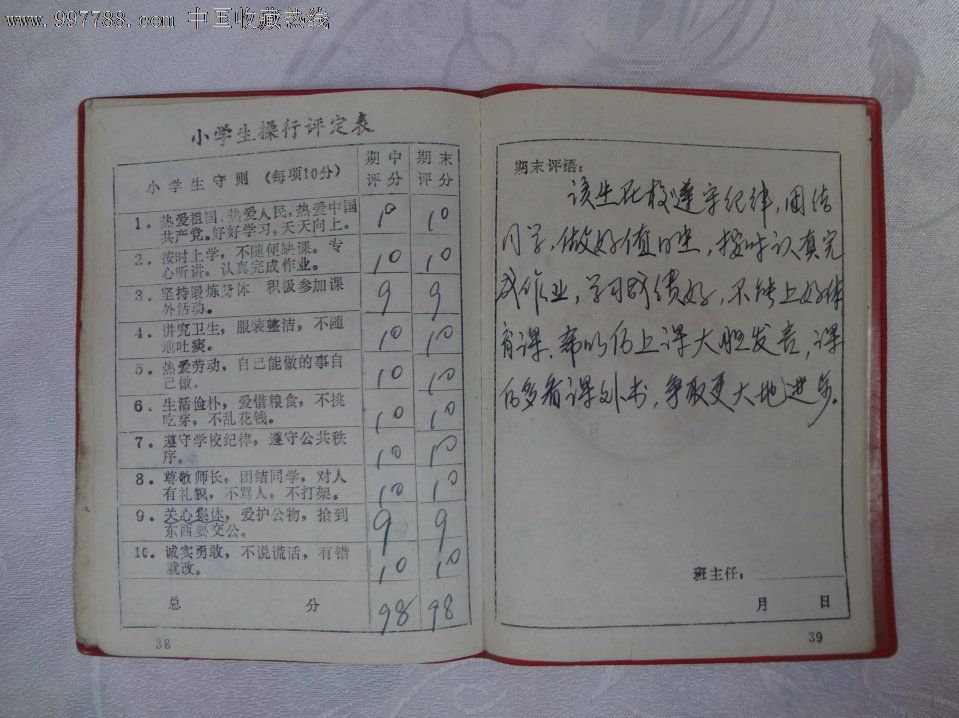 www.997788.com 中国收藏热线
小学生操行评定表
小学生守则（每项10分） 期中评分 期末评分
1．热爱祖国，热爱人民，热爱中国 10 10
共产党。好好学习，天天向上。
2．按时上学，不随便缺课。专 10 10
心听讲，认真完成作业。
3．坚持锻炼身体，积极参加课 9 9
外活动。
4．讲究卫生，服装整洁，不随 10 10
地吐痰。
5．热爱劳动，自己能做的事自 10 10
己做。
6．生活俭朴，爱惜粮食，不挑 10 10
吃穿，不乱花钱。
7．遵守学校纪律，遵守公共秩 10 10
序。
8．尊敬师长，团结同学，对人 10 10
有礼貌，不骂人，不打架。
9．关心集体，爱护公物，拾到 9 9
东西要交公。
10．诚实勇敢，不说谎话，有错 10 10
就改。
总 分 98 98
38
期末评语：
该生在校遵守纪律，团结
同学，做好值日生，按时认真完
成作业，学习成绩好，不能上好体
育课。希以后上课大胆发言，课
后多看课外书，争取更大地进步。
班主任：
月 日
39